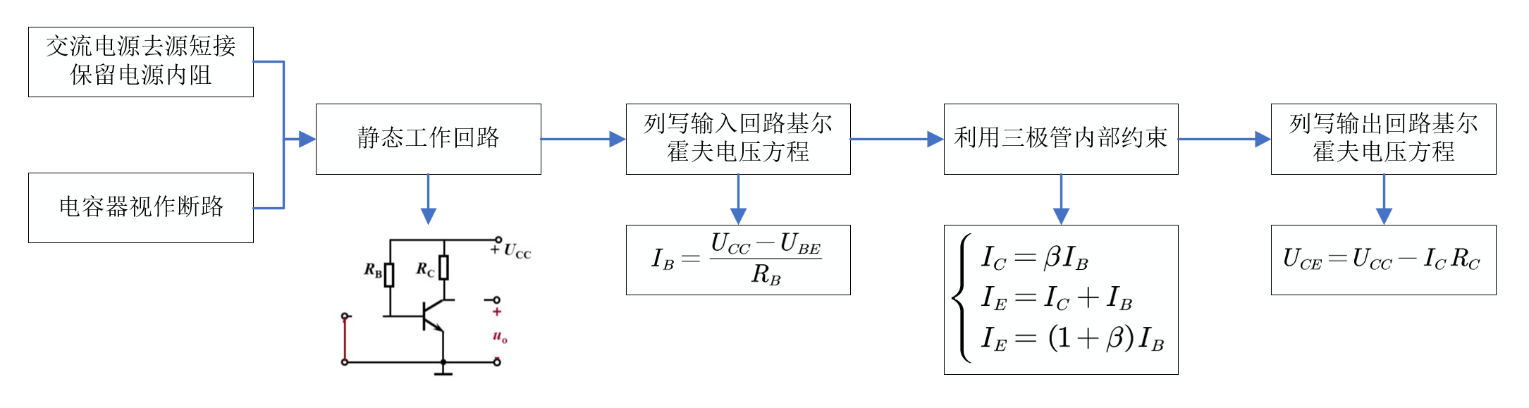 交流电源去源短接
保留电源内阻
电容器视作断路
静态工作回路
列写输入回路基尔
霍夫电压方程
利用三极管内部约束
列写输出回路基尔
霍夫电压方程
+ U_CC
R_B
R_C
+
u_o
-
I_B = (U_CC − U_BE) / R_B
I_C = βI_B
I_E = I_C + I_B
I_E = (1 + β)I_B
U_CE = U_CC − I_C R_C